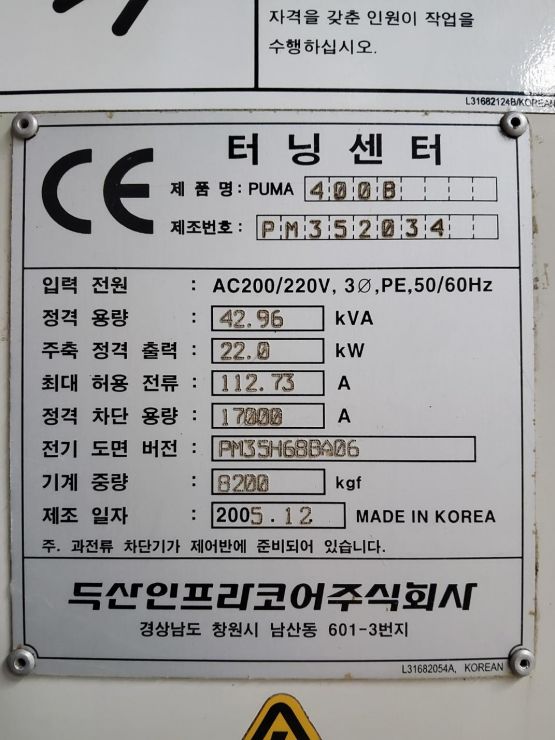 자격을 갖춘 인원이 작업을
수행하십시오.
L31682124B/KOREAN
CE
터닝센터
제 품 명: PUMA 400B
제조번호: PM352034
입력 전원 : AC200/220V, 3∅,PE,50/60Hz
정격 용량 : 42.96 kVA
주축 정격 출력 : 22.0 kW
최대 허용 전류 : 112.73 A
정격 차단 용량 : 17000 A
전기 도면 버전 : PM35H68BA06
기계 중량 : 8200 kgf
제조 일자 : 2005.12 MADE IN KOREA
주. 과전류 차단기가 제어반에 준비되어 있습니다.
득산인프라코어주식회사
경상남도 창원시 남산동 601-3번지
L31682054A, KOREAN